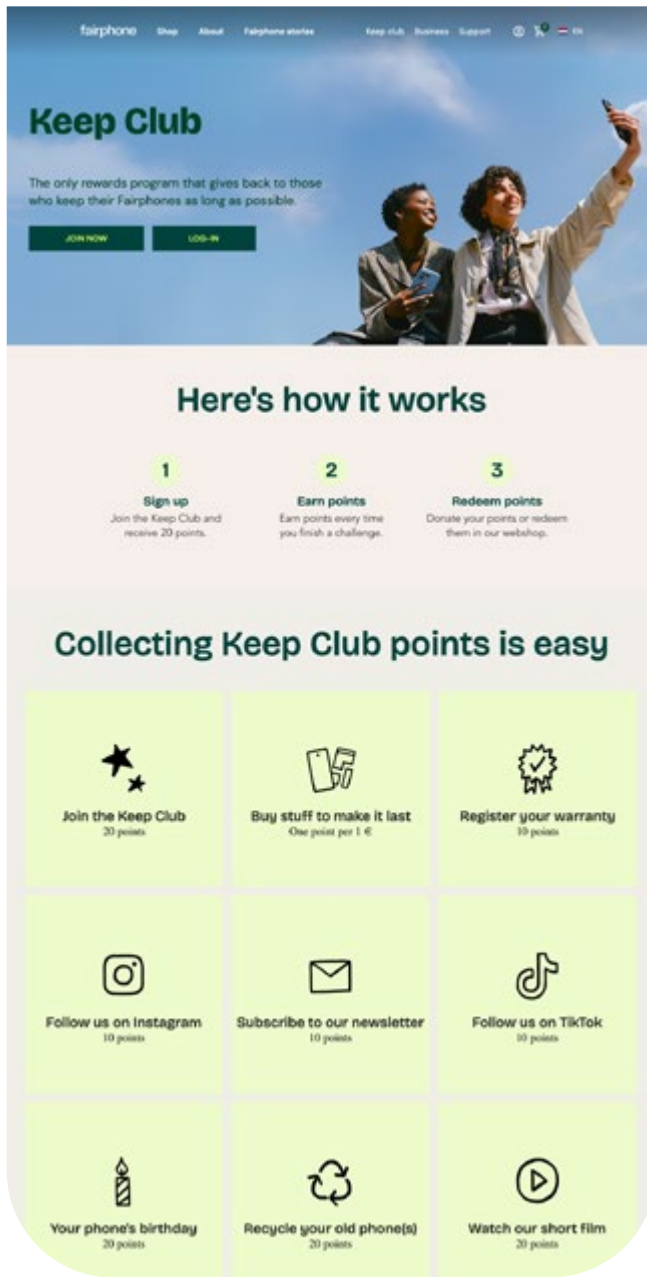 fairphone Shop About Fairphone stories Keep club Business Support 0 EN
Keep Club
The only rewards program that gives back to those
who keep their Fairphones as long as possible.
JOIN NOW LOG-IN
Here's how it works
1
Sign up
Join the Keep Club and
receive 20 points.
2
Earn points
Earn points every time
you finish a challenge.
3
Redeem points
Donate your points or redeem
them in our webshop.
Collecting Keep Club points is easy
Join the Keep Club
20 points
Buy stuff to make it last
One point per 1 €
Register your warranty
10 points
Follow us on Instagram
10 points
Subscribe to our newsletter
10 points
Follow us on TikTok
10 points
Your phone's birthday
20 points
Recycle your old phone(s)
20 points
Watch our short film
20 points